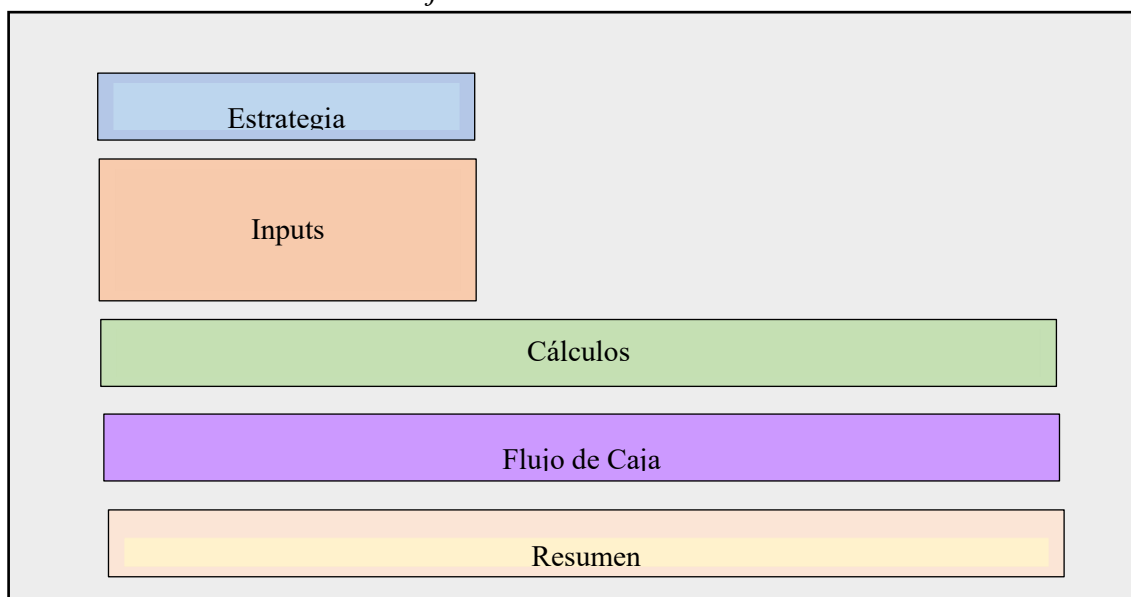 Estrategia
Inputs
Cálculos
Flujo de Caja
Resumen